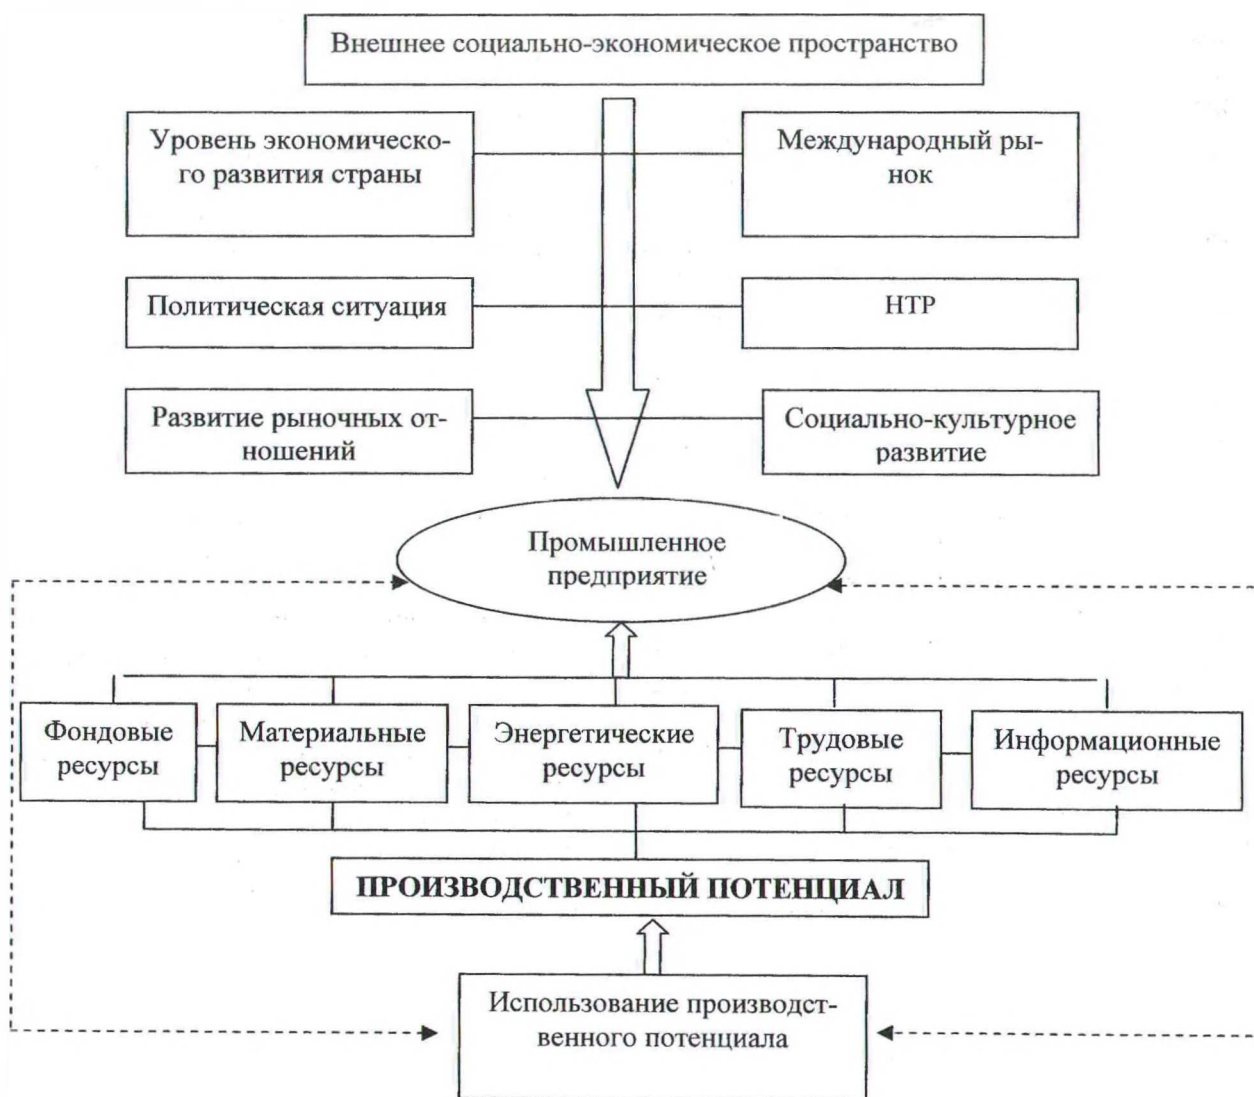 Внешнее социально-экономическое пространство
Уровень экономическо-
го развития страны
Международный ры-
нок
Политическая ситуация
НТР
Развитие рыночных от-
ношений
Социально-культурное
развитие
Промышленное
предприятие
Фондовые
ресурсы
Материальные
ресурсы
Энергетические
ресурсы
Трудовые
ресурсы
Информационные
ресурсы
ПРОИЗВОДСТВЕННЫЙ ПОТЕНЦИАЛ
Использование производст-
венного потенциала